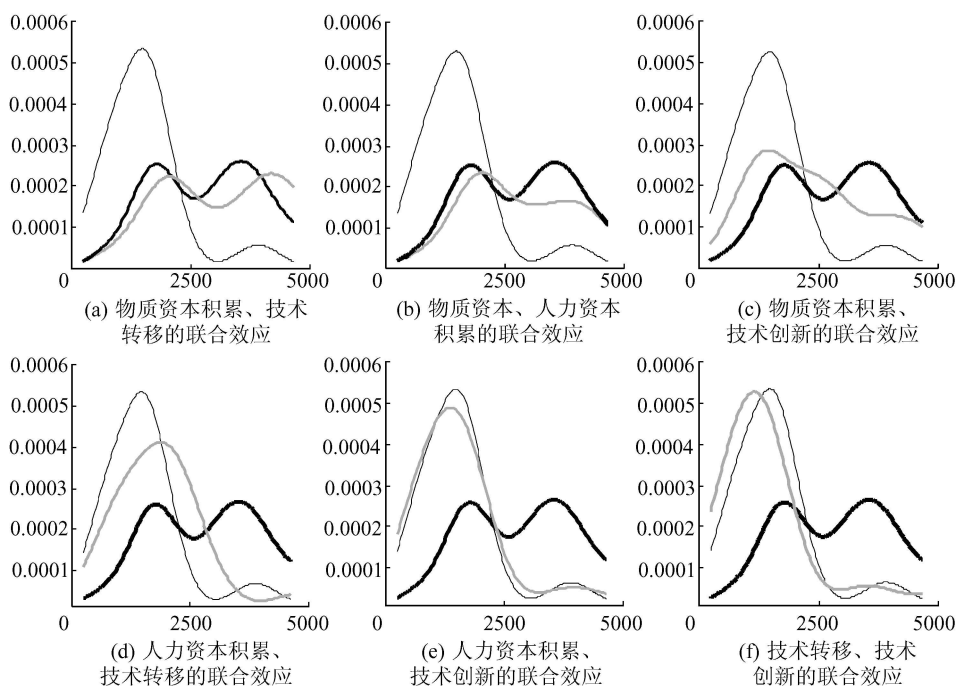 0.0006
0.0005
0.0004
0.0003
0.0002
0.0001
0 2500 5000
(a) 物质资本积累、技术
转移的联合效应
0.0006
0.0005
0.0004
0.0003
0.0002
0.0001
0 2500 5000
(b) 物质资本、人力资本
积累的联合效应
0.0006
0.0005
0.0004
0.0003
0.0002
0.0001
0 2500 5000
(c) 物质资本积累、
技术创新的联合效应
0.0006
0.0005
0.0004
0.0003
0.0002
0.0001
0 2500 5000
(d) 人力资本积累、
技术转移的联合效应
0.0006
0.0005
0.0004
0.0003
0.0002
0.0001
0 2500 5000
(e) 人力资本积累、
技术创新的联合效应
0.0006
0.0005
0.0004
0.0003
0.0002
0.0001
0 2500 5000
(f) 技术转移、技术
创新的联合效应